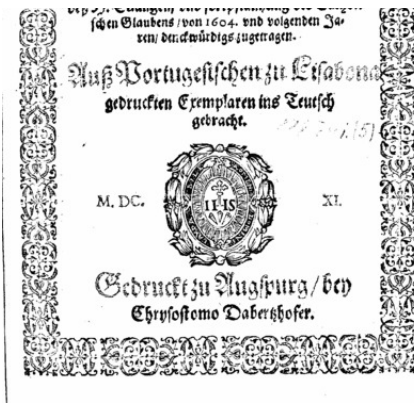 schen Glaubens / von 1604. vnd volgenden Ja-
ren / denckwürdigs zugetragen.
Auß Portugesischen zu Lisabona
gedruckten Exemplaren ins Teutsch
gebracht.
M. DC. XI.
IHS
Gedruckt zu Augspurg / bey
Chrysostomo Dabertzhofer.